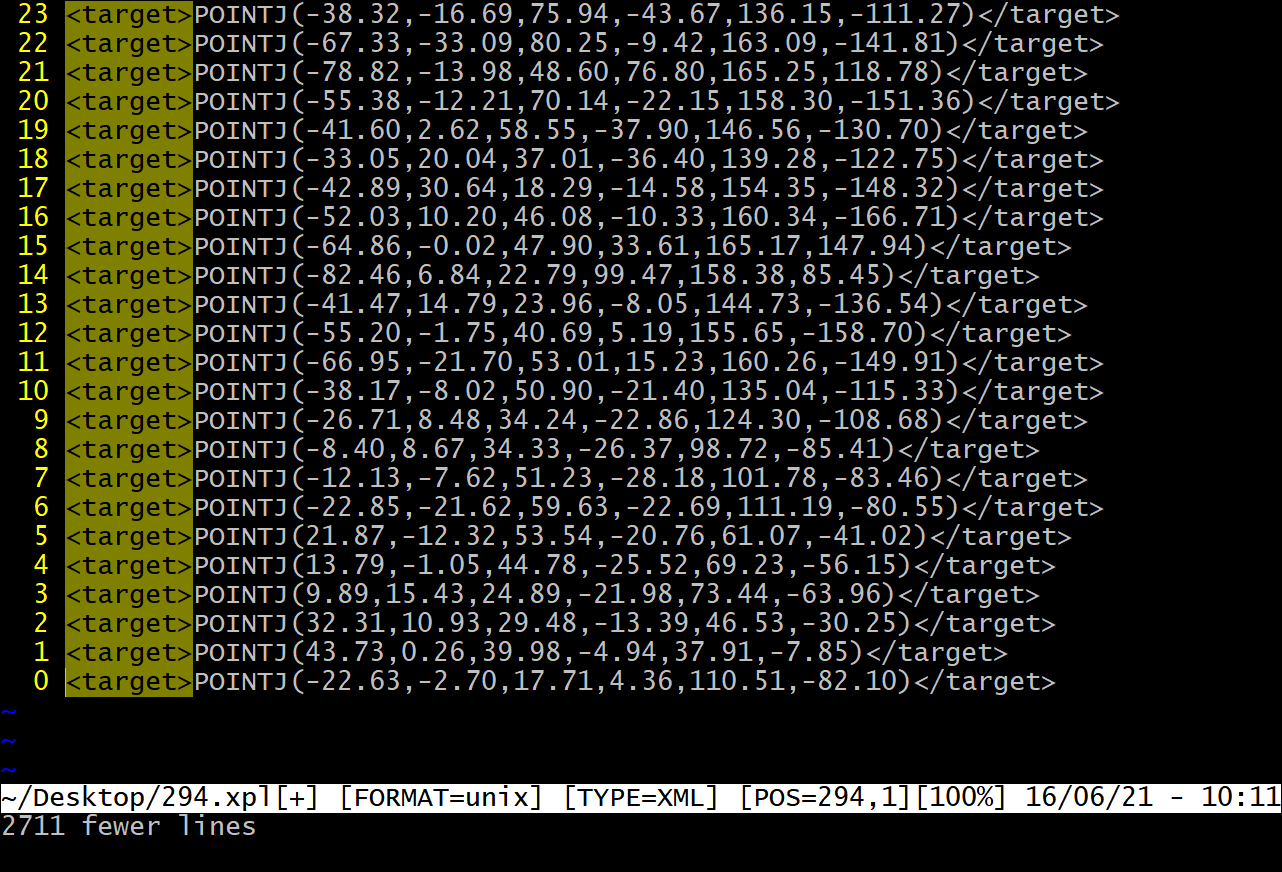 23 <target>POINTJ(-38.32,-16.69,75.94,-43.67,136.15,-111.27)</target>
22 <target>POINTJ(-67.33,-33.09,80.25,-9.42,163.09,-141.81)</target>
21 <target>POINTJ(-78.82,-13.98,48.60,76.80,165.25,118.78)</target>
20 <target>POINTJ(-55.38,-12.21,70.14,-22.15,158.30,-151.36)</target>
19 <target>POINTJ(-41.60,2.62,58.55,-37.90,146.56,-130.70)</target>
18 <target>POINTJ(-33.05,20.04,37.01,-36.40,139.28,-122.75)</target>
17 <target>POINTJ(-42.89,30.64,18.29,-14.58,154.35,-148.32)</target>
16 <target>POINTJ(-52.03,10.20,46.08,-10.33,160.34,-166.71)</target>
15 <target>POINTJ(-64.86,-0.02,47.90,33.61,165.17,147.94)</target>
14 <target>POINTJ(-82.46,6.84,22.79,99.47,158.38,85.45)</target>
13 <target>POINTJ(-41.47,14.79,23.96,-8.05,144.73,-136.54)</target>
12 <target>POINTJ(-55.20,-1.75,40.69,5.19,155.65,-158.70)</target>
11 <target>POINTJ(-66.95,-21.70,53.01,15.23,160.26,-149.91)</target>
10 <target>POINTJ(-38.17,-8.02,50.90,-21.40,135.04,-115.33)</target>
9 <target>POINTJ(-26.71,8.48,34.24,-22.86,124.30,-108.68)</target>
8 <target>POINTJ(-8.40,8.67,34.33,-26.37,98.72,-85.41)</target>
7 <target>POINTJ(-12.13,-7.62,51.23,-28.18,101.78,-83.46)</target>
6 <target>POINTJ(-22.85,-21.62,59.63,-22.69,111.19,-80.55)</target>
5 <target>POINTJ(21.87,-12.32,53.54,-20.76,61.07,-41.02)</target>
4 <target>POINTJ(13.79,-1.05,44.78,-25.52,69.23,-56.15)</target>
3 <target>POINTJ(9.89,15.43,24.89,-21.98,73.44,-63.96)</target>
2 <target>POINTJ(32.31,10.93,29.48,-13.39,46.53,-30.25)</target>
1 <target>POINTJ(43.73,0.26,39.98,-4.94,37.91,-7.85)</target>
0 <target>POINTJ(-22.63,-2.70,17.71,4.36,110.51,-82.10)</target>
~
~
~
~/Desktop/294.xpl[+] [FORMAT=unix] [TYPE=XML] [POS=294,1][100%] 16/06/21 - 10:11
2711 fewer lines